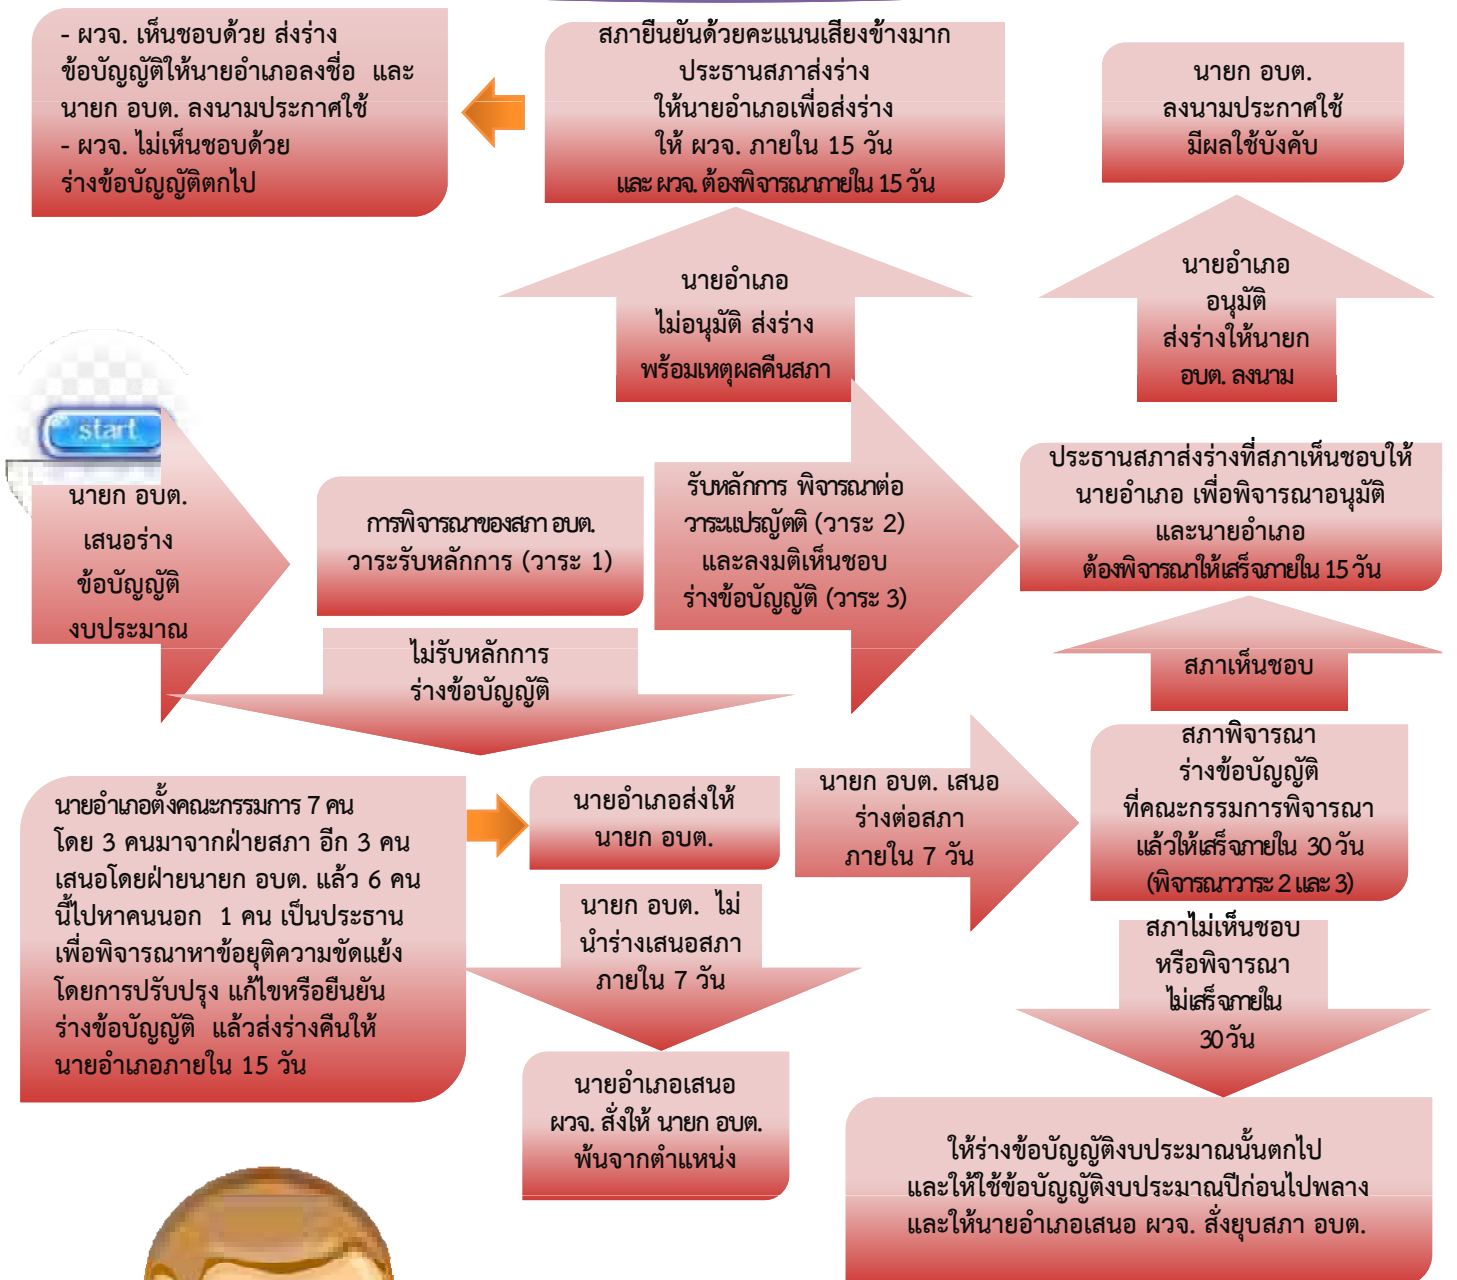 - ผวจ. เห็นชอบด้วย ส่งร่าง
ข้อบัญญัติให้นายอำเภอลงชื่อ และ
นายก อบต. ลงนามประกาศใช้
- ผวจ. ไม่เห็นชอบด้วย
ร่างข้อบัญญัติตกไป
สภายืนยันด้วยคะแนนเสียงข้างมาก
ประธานสภาส่งร่าง
ให้นายอำเภอเพื่อส่งร่าง
ให้ ผวจ. ภายใน 15 วัน
และ ผวจ. ต้องพิจารณาภายใน 15 วัน
นายก อบต.
ลงนามประกาศใช้
มีผลใช้บังคับ
นายอำเภอ
ไม่อนุมัติ ส่งร่าง
พร้อมเหตุผลคืนสภา
นายอำเภอ
อนุมัติ
ส่งร่างให้นายก
อบต. ลงนาม
start
นายก อบต.
เสนอร่าง
ข้อบัญญัติ
งบประมาณ
การพิจารณาของสภา อบต.
วาระรับหลักการ (วาระ 1)
รับหลักการ พิจารณาต่อ
วาระแปรญัตติ (วาระ 2)
และลงมติเห็นชอบ
ร่างข้อบัญญัติ (วาระ 3)
ประธานสภาส่งร่างที่สภาเห็นชอบให้
นายอำเภอ เพื่อพิจารณาอนุมัติ
และนายอำเภอ
ต้องพิจารณาให้เสร็จภายใน 15 วัน
ไม่รับหลักการ
ร่างข้อบัญญัติ
สภาเห็นชอบ
นายอำเภอตั้งคณะกรรมการ 7 คน
โดย 3 คนมาจากฝ่ายสภา อีก 3 คน
เสนอโดยฝ่ายนายก อบต. แล้ว 6 คน
นี้ไปหาคนนอก 1 คน เป็นประธาน
เพื่อพิจารณาหาข้อยุติความขัดแย้ง
โดยการปรับปรุง แก้ไขหรือยืนยัน
ร่างข้อบัญญัติ แล้วส่งร่างคืนให้
นายอำเภอภายใน 15 วัน
นายอำเภอส่งให้
นายก อบต.
นายก อบต. เสนอ
ร่างต่อสภา
ภายใน 7 วัน
สภาพิจารณา
ร่างข้อบัญญัติ
ที่คณะกรรมการพิจารณา
แล้วให้เสร็จภายใน 30 วัน
(พิจารณาวาระ 2 และ 3)
นายก อบต. ไม่
นำร่างเสนอสภา
ภายใน 7 วัน
สภาไม่เห็นชอบ
หรือพิจารณา
ไม่เสร็จภายใน
30 วัน
นายอำเภอเสนอ
ผวจ. สั่งให้ นายก อบต.
พ้นจากตำแหน่ง
ให้ร่างข้อบัญญัติงบประมาณนั้นตกไป
และให้ใช้ข้อบัญญัติงบประมาณปีก่อนไปพลาง
และให้นายอำเภอเสนอ ผวจ. สั่งยุบสภา อบต.